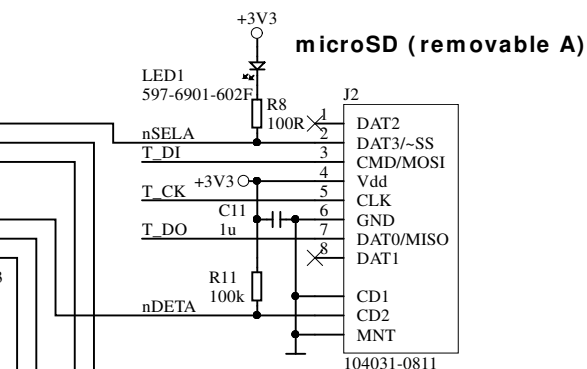 +3V3
microSD (removable A)
LED1
597-6901-602F
J2
R8
100R
1
DAT2
nSELA
2
DAT3/~SS
T_DI
3
CMD/MOSI
+3V3
4
Vdd
T_CK
5
CLK
C11
6
GND
T_DO
1u
7
DAT0/MISO
8
DAT1
R11
100k
CD1
nDETA
CD2
MNT
104031-0811